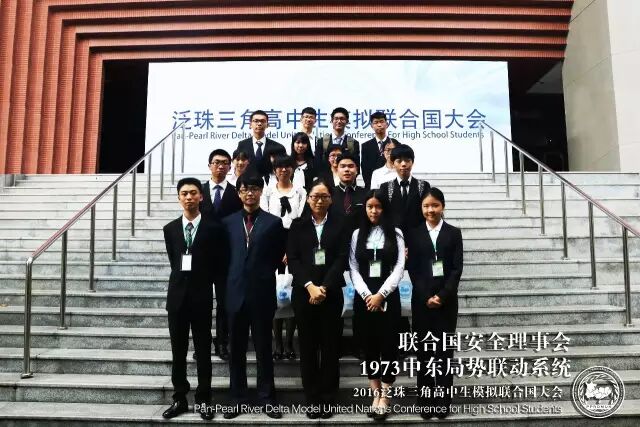 泛珠三角高中生模拟联合国大会
Pan-Pearl River Delta Model United Nations Conference For High School Students
联合国安全理事会
1973中东局势联动系统
2016泛珠三角高中生模拟联合国大会
Pan-Pearl River Delta Model United Nations Conference for High School Students